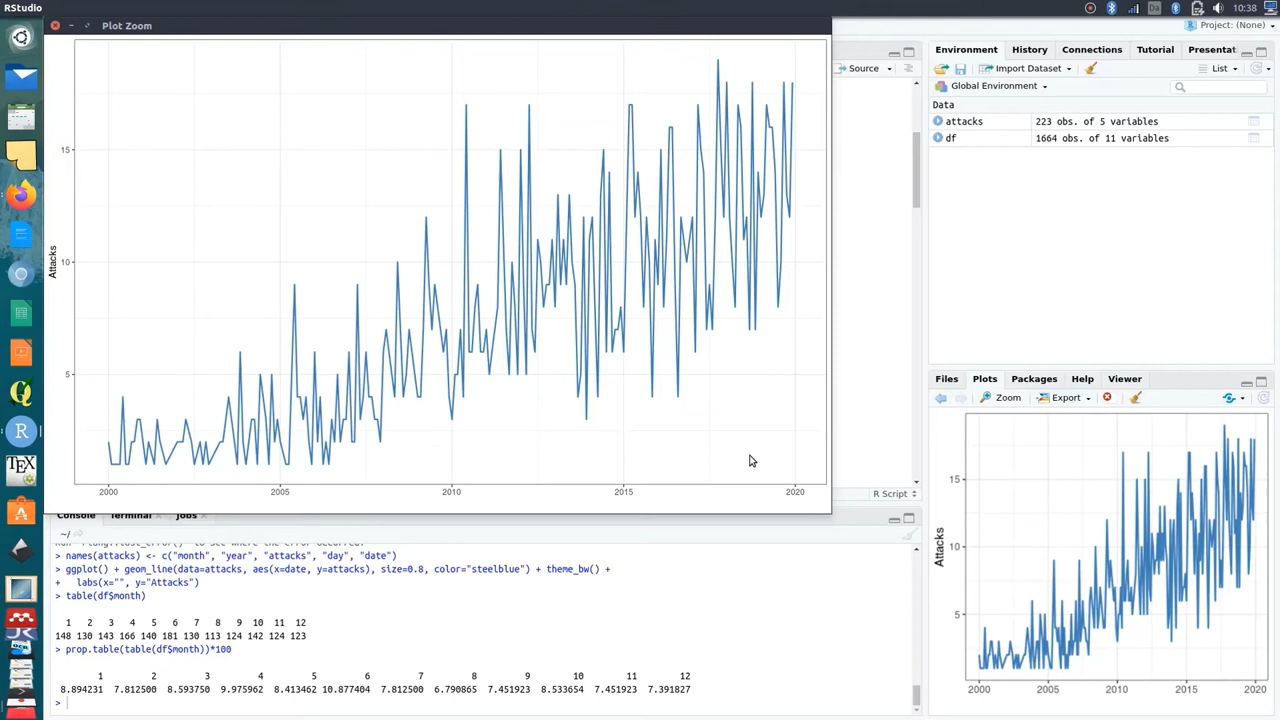 RStudio
Da
10:38
Plot Zoom
Project: (None)
Source
Environment History Connections Tutorial Presentat
Import Dataset
List
Global Environment
Data
attacks 223 obs. of 5 variables
df 1664 obs. of 11 variables
Attacks
15
10
5
2000 2005 2010 2015 2020
R Script
Files Plots Packages Help Viewer
Zoom Export
Attacks
15
10
5
2000 2005 2010 2015 2020
Console Terminal × Jobs ×
~/
> names(attacks) <- c("month", "year", "attacks", "day", "date")
> ggplot() + geom_line(data=attacks, aes(x=date, y=attacks), size=0.8, color="steelblue") + theme_bw() +
+ labs(x="", y="Attacks")
> table(df$month)
1 2 3 4 5 6 7 8 9 10 11 12
148 130 143 166 140 181 130 113 124 142 124 123
> prop.table(table(df$month))*100
1 2 3 4 5 6 7 8 9 10 11 12
8.894231 7.812500 8.593750 9.975962 8.413462 10.877404 7.812500 6.790865 7.451923 8.533654 7.451923 7.391827
>